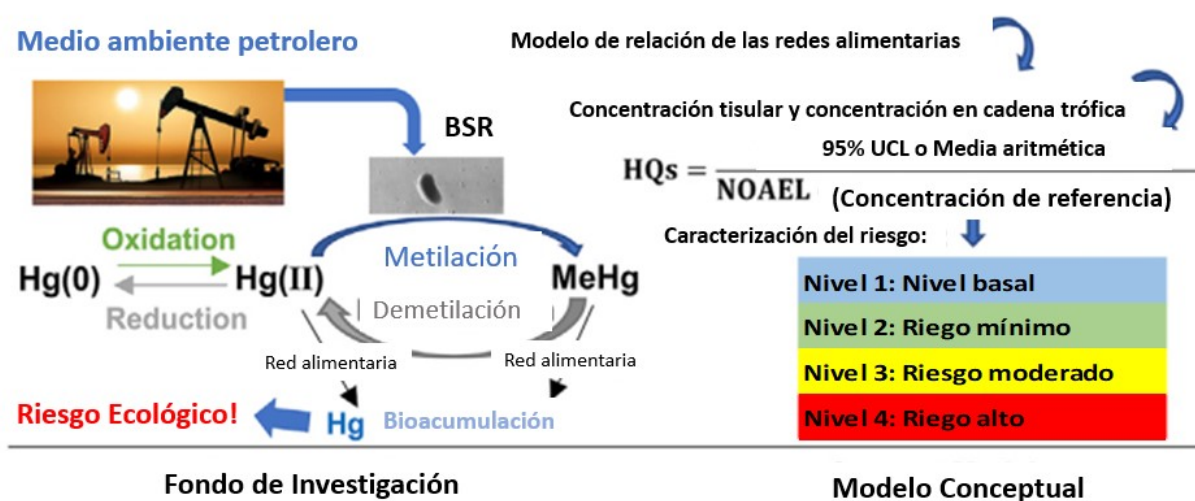 Medio ambiente petrolero
BSR
Oxidation
Hg(0)
Hg(II)
Reduction
Metilación
MeHg
Demetilación
Red alimentaria
Red alimentaria
Riesgo Ecológico!
Hg
Bioacumulación
Fondo de Investigación
Modelo de relación de las redes alimentarias
Concentración tisular y concentración en cadena trófica
95% UCL o Media aritmética
HQs =
NOAEL (Concentración de referencia)
Caracterización del riesgo:
Nivel 1: Nivel basal
Nivel 2: Riego mínimo
Nivel 3: Riesgo moderado
Nivel 4: Riego alto
Modelo Conceptual